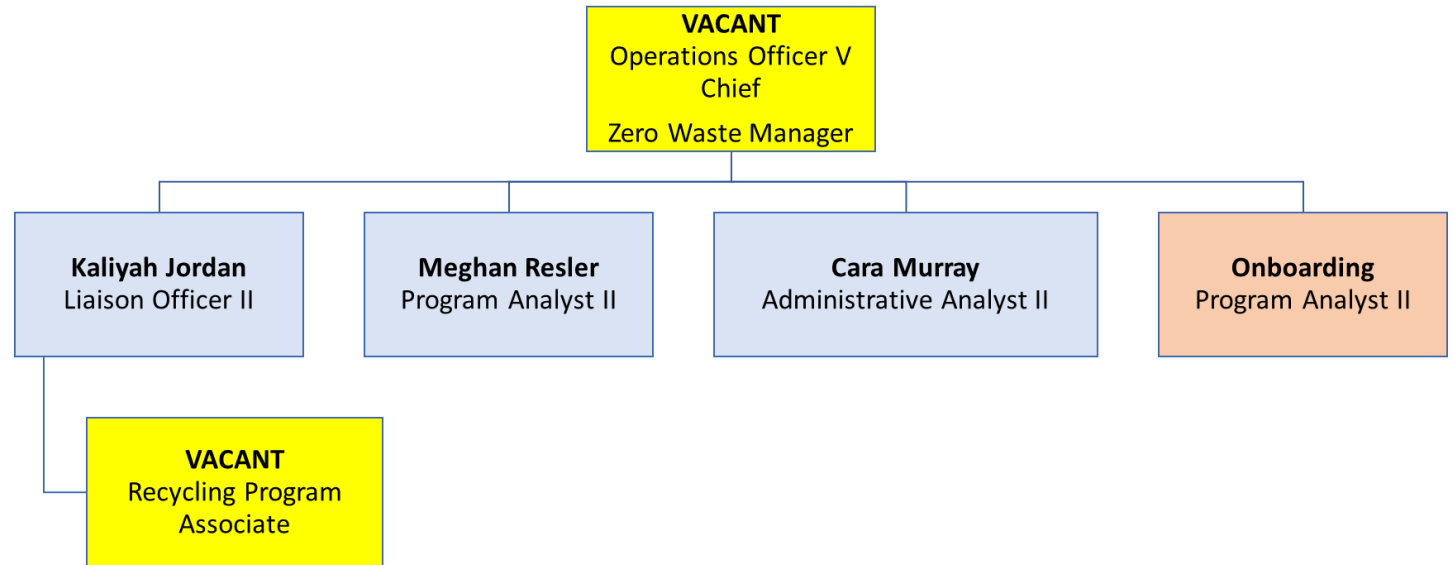 VACANT
Operations Officer V
Chief
Zero Waste Manager
Kaliyah Jordan
Liaison Officer II
Meghan Resler
Program Analyst II
Cara Murray
Administrative Analyst II
Onboarding
Program Analyst II
VACANT
Recycling Program
Associate